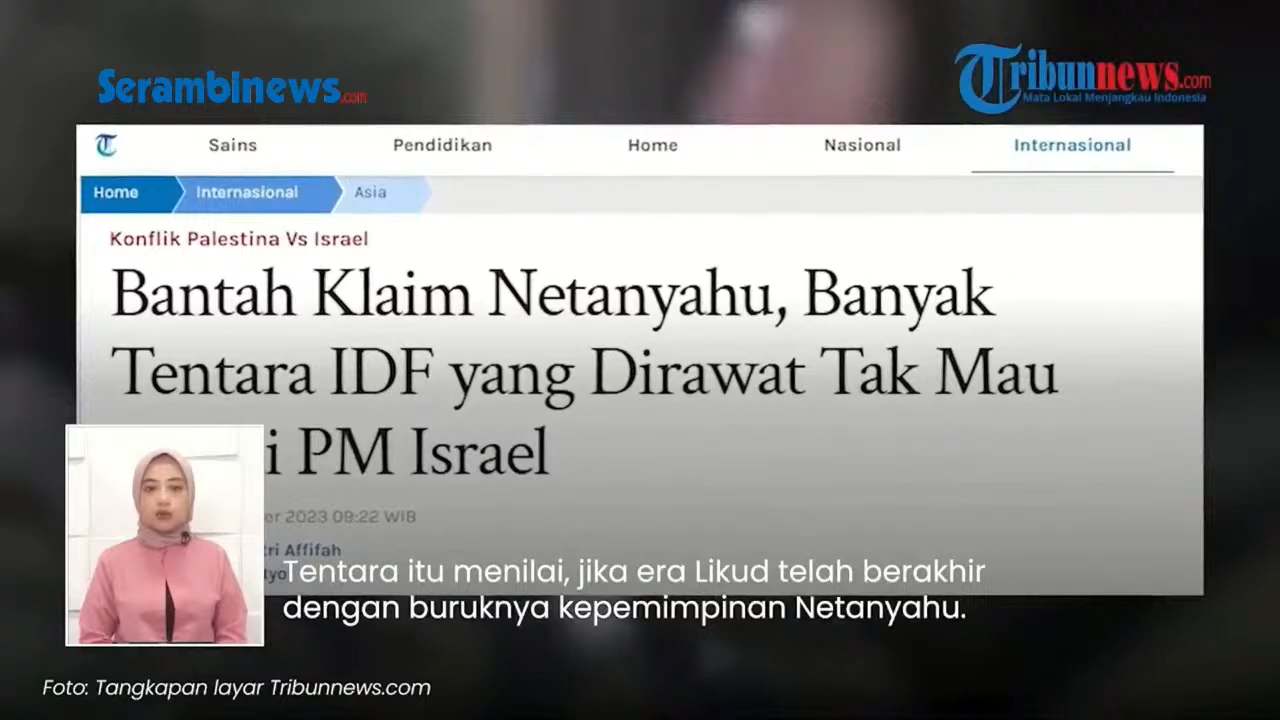 Serambinews.com
Tribunnews.com
Mata Lokal Menjangkau Indonesia
Sains Pendidikan Home Nasional Internasional
Home Internasional Asia
Konflik Palestina Vs Israel
Bantah Klaim Netanyahu, Banyak
Tentara IDF yang Dirawat Tak Mau
i PM Israel
er 2023 09:22 WIB
tri Affifah
Tentara itu menilai, jika era Likud telah berakhir
dengan buruknya kepemimpinan Netanyahu.
Foto: Tangkapan layar Tribunnews.com